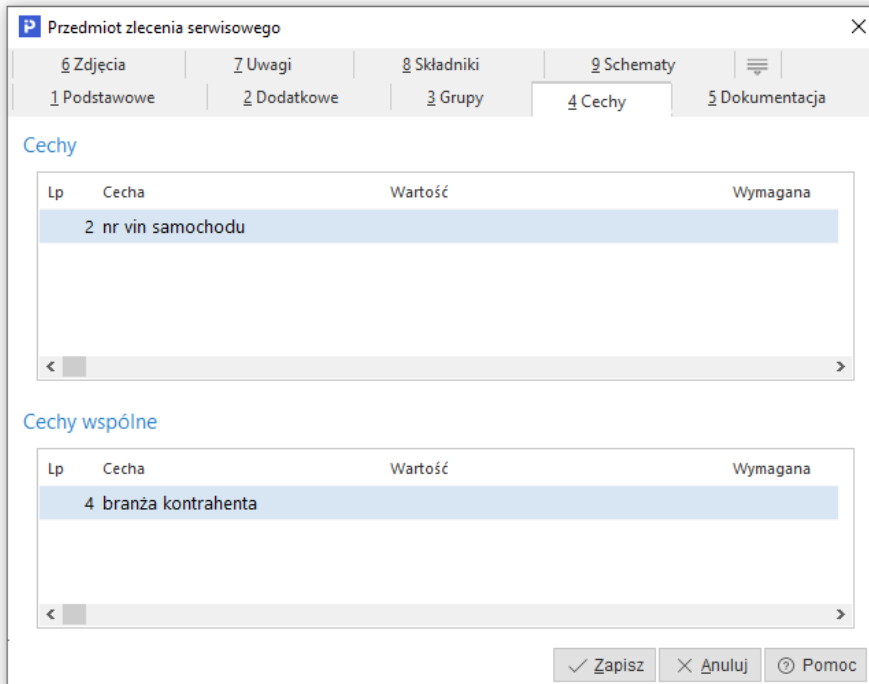 Przedmiot zlecenia serwisowego
6 Zdjęcia 7 Uwagi 8 Składniki 9 Schematy
1 Podstawowe 2 Dodatkowe 3 Grupy 4 Cechy 5 Dokumentacja
Cechy
Lp Cecha Wartość Wymagana
2 nr vin samochodu
Cechy wspólne
Lp Cecha Wartość Wymagana
4 branża kontrahenta
Zapisz Anuluj Pomoc